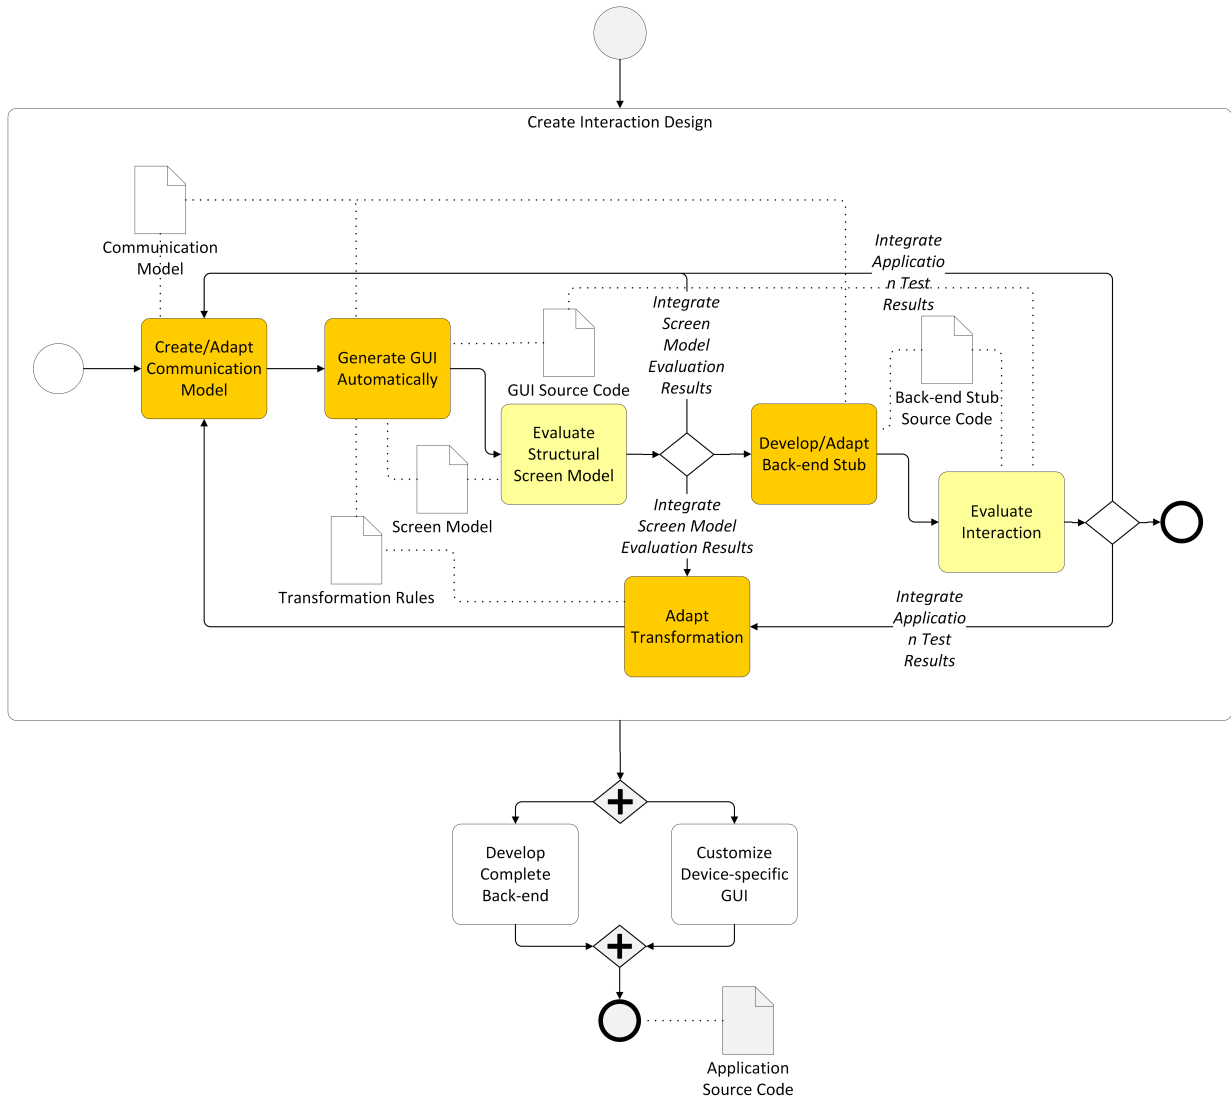 Create Interaction Design
Communication
Model
Integrate
Applicatio
n Test
Results
Integrate
Screen
Model
Evaluation
Results
Create/Adapt
Communication
Model
Generate GUI
Automatically
GUI Source Code
Back-end Stub
Source Code
Evaluate
Structural
Screen Model
Develop/Adapt
Back-end Stub
Screen Model
Integrate
Screen Model
Evaluation Results
Evaluate
Interaction
Transformation Rules
Adapt
Transformation
Integrate
Applicatio
n Test
Results
Develop
Complete
Back-end
Customize
Device-specific
GUI
Application
Source Code